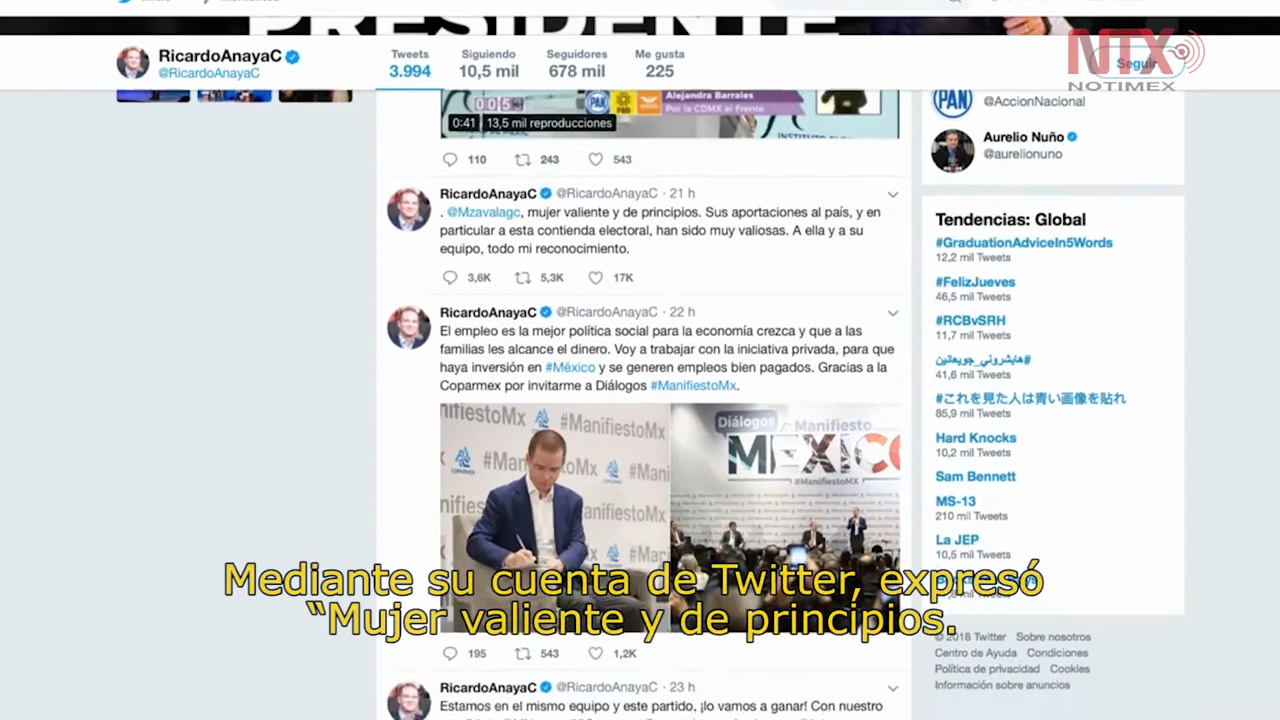 PRESIDENTE
RicardoAnayaC
@RicardoAnayaC
Tweets
3.994
Siguiendo
10,5 mil
Seguidores
678 mil
Me gusta
225
Seguir
NTX
NOTIMEX
PAN
@AccionNacional
Aurelio Nuño
@aurelionuno
Alejandra Barrales
Por la CDMX al Frente
PAN
0:41
13,5 mil reproducciones
110 243 543
RicardoAnayaC @RicardoAnayaC · 21 h
. @Mzavalagc, mujer valiente y de principios. Sus aportaciones al país, y en
particular a esta contienda electoral, han sido muy valiosas. A ella y a su
equipo, todo mi reconocimiento.
3,6K 5,3K 17K
RicardoAnayaC @RicardoAnayaC · 22 h
El empleo es la mejor política social para la economía crezca y que a las
familias les alcance el dinero. Voy a trabajar con la iniciativa privada, para que
haya inversión en #México y se generen empleos bien pagados. Gracias a la
Coparmex por invitarme a Diálogos #ManifiestoMx.
nifiestoMx #ManifiestoMx
COPARMEX
Diálogos
Manifiesto
MÉXICO
#ManifiestoMX
Mediante su cuenta de Twitter, expresó
“Mujer valiente y de principios.
195 543 1,2K
RicardoAnayaC @RicardoAnayaC · 23 h
Estamos en el mismo equipo y este partido, ¡lo vamos a ganar! Con nuestro
Tendencias: Global
#GraduationAdviceIn5Words
12,2 mil Tweets
#FelizJueves
46,5 mil Tweets
#RCBvSRH
11,7 mil Tweets
#هابشروني_جويعانين
41,6 mil Tweets
#これを見た人は青い画像を貼れ
85,9 mil Tweets
Hard Knocks
10,2 mil Tweets
Sam Bennett
MS-13
210 mil Tweets
La JEP
10,5 mil Tweets
© 2018 Twitter Sobre nosotros
Centro de Ayuda Condiciones
Política de privacidad Cookies
Información sobre anuncios